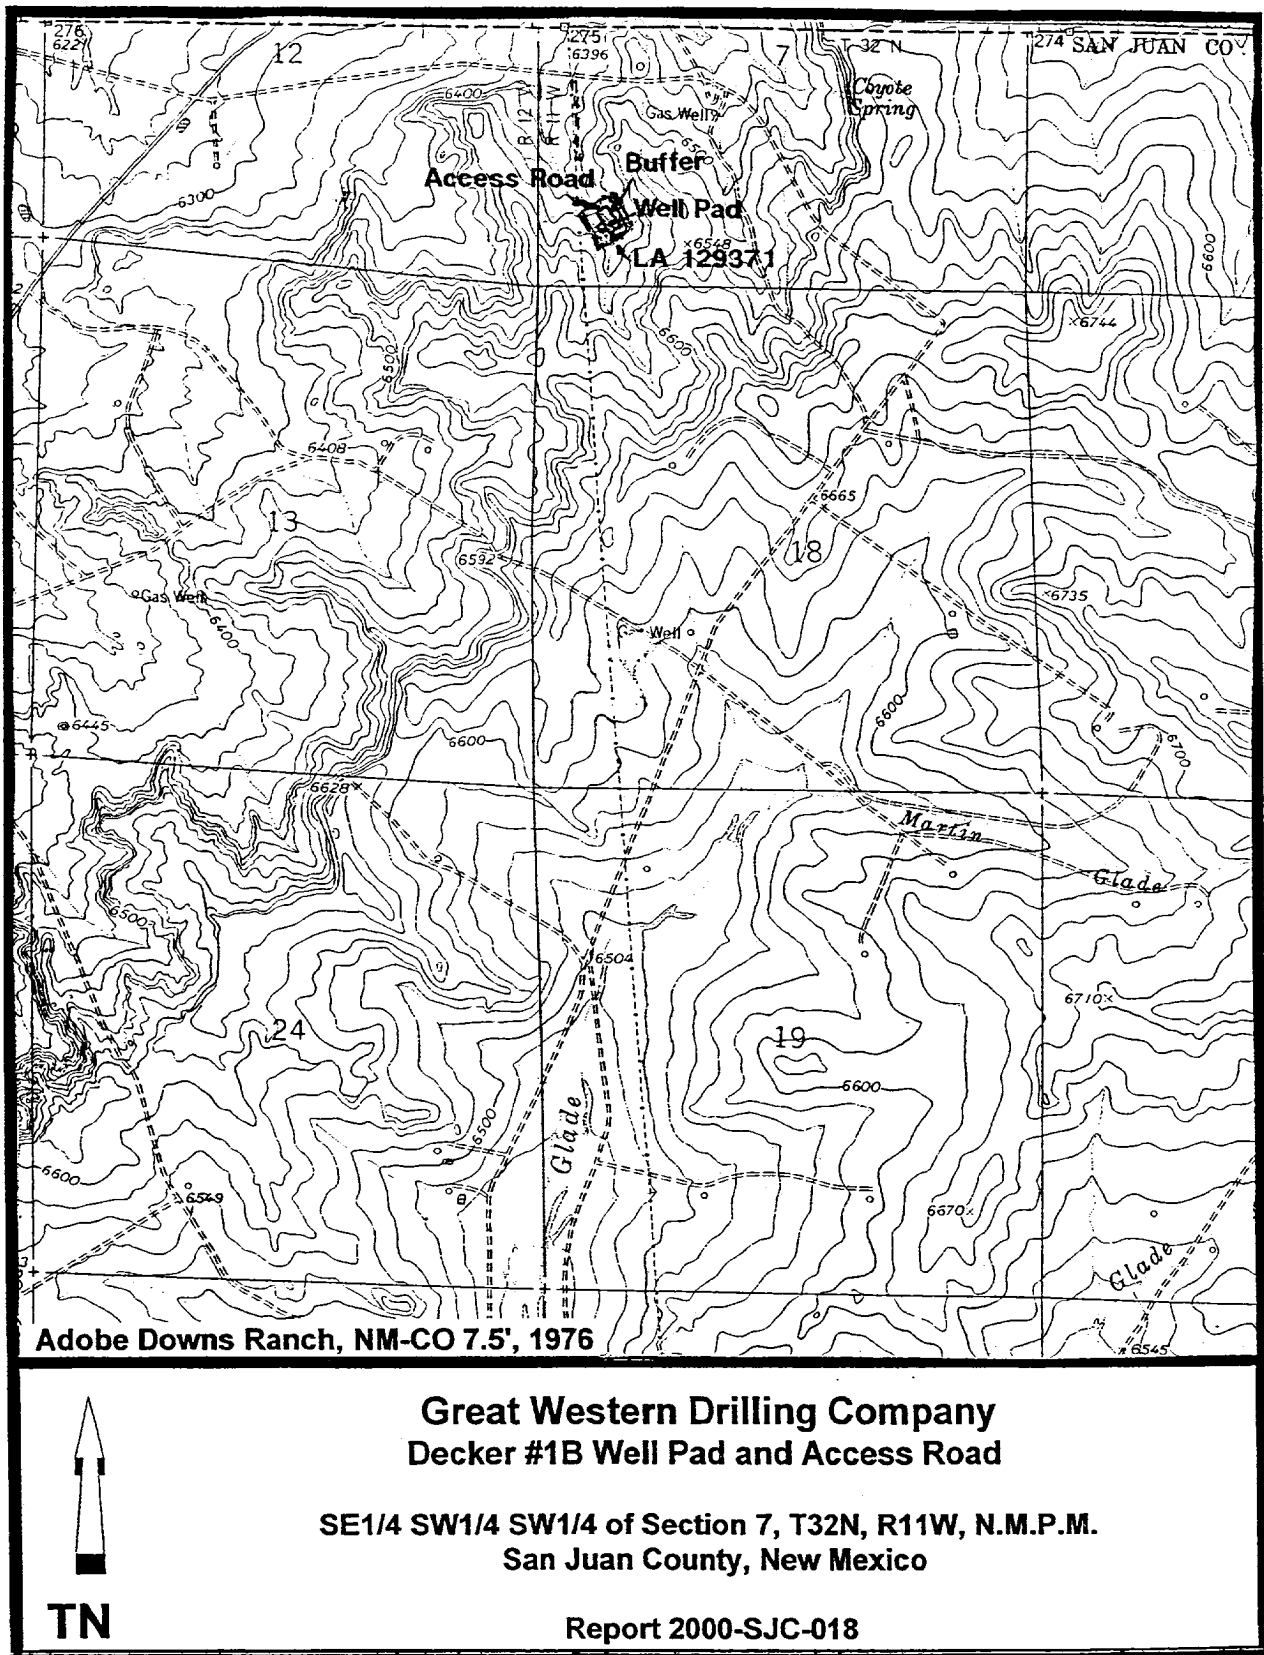 276
6221
12
275
6396
7
T 32 N
274 SAN JUAN CO
Coyote
Spring
6400
R 12 W
R 11 W
Gas Well
6500
Buffer
Access Road
Well Pad
6300
×6548
LA 129371
6600
×6744
6600
6500
6408
6665
13
18
6592
×6735
Gas Well
6400
Well
6600
6445
6600
6700
6628
Martin
Glade
6500
6504
6710×
24
19
6600
6500
Glade
6600
6549
6670×
Glade
6545
Adobe Downs Ranch, NM-CO 7.5', 1976
Great Western Drilling Company
Decker #1B Well Pad and Access Road
SE1/4 SW1/4 SW1/4 of Section 7, T32N, R11W, N.M.P.M.
San Juan County, New Mexico
TN
Report 2000-SJC-018